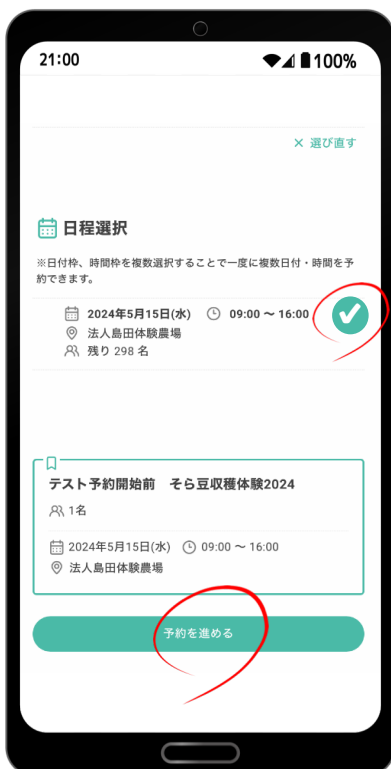 21:00 100%
× 選び直す
日程選択
※日付枠、時間枠を複数選択することで一度に複数日付・時間を予
約できます。
2024年5月15日(水) 09:00 〜 16:00
法人島田体験農場
残り 298 名
テスト予約開始前　そら豆収穫体験2024
1名
2024年5月15日(水) 09:00 〜 16:00
法人島田体験農場
予約を進める